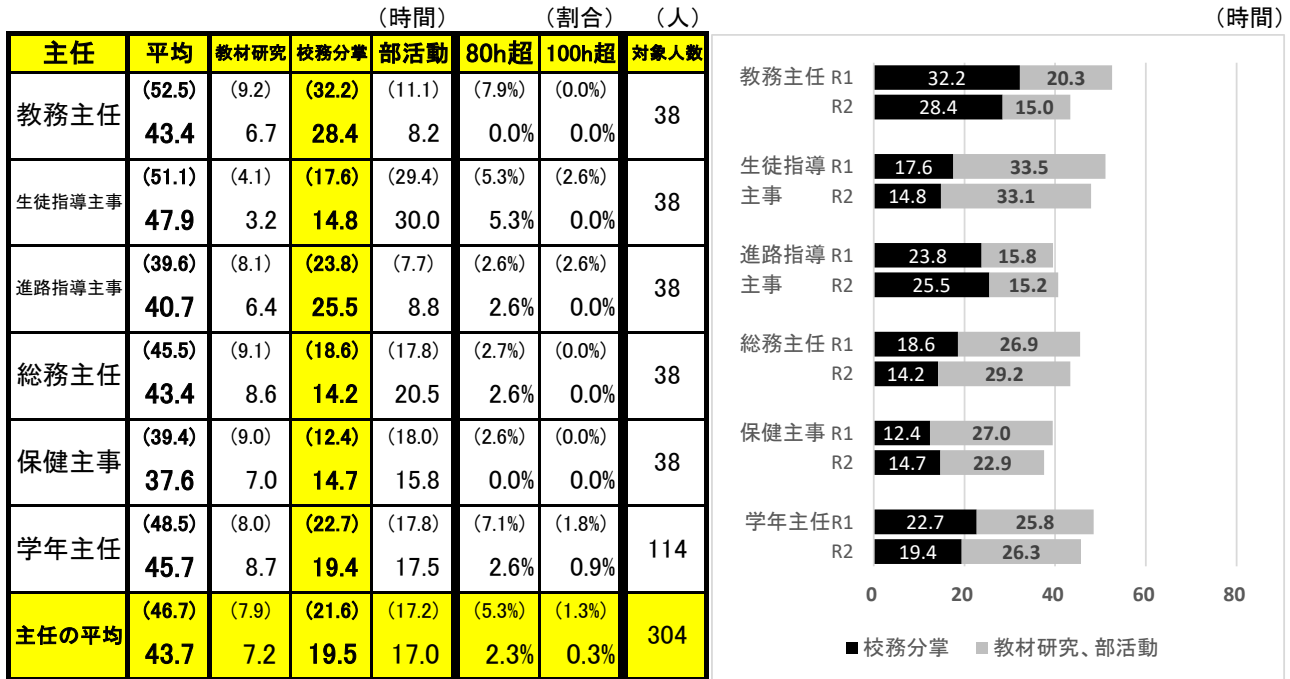 （時間） （割合） （人）
主任 平均 教材研究 校務分掌 部活動 80h超 100h超 対象人数
教務主任 (52.5) (9.2) (32.2) (11.1) (7.9%) (0.0%) 38
43.4 6.7 28.4 8.2 0.0% 0.0%
生徒指導主事 (51.1) (4.1) (17.6) (29.4) (5.3%) (2.6%) 38
47.9 3.2 14.8 30.0 5.3% 0.0%
進路指導主事 (39.6) (8.1) (23.8) (7.7) (2.6%) (2.6%) 38
40.7 6.4 25.5 8.8 2.6% 0.0%
総務主任 (45.5) (9.1) (18.6) (17.8) (2.7%) (0.0%) 38
43.4 8.6 14.2 20.5 2.6% 0.0%
保健主事 (39.4) (9.0) (12.4) (18.0) (2.6%) (0.0%) 38
37.6 7.0 14.7 15.8 0.0% 0.0%
学年主任 (48.5) (8.0) (22.7) (17.8) (7.1%) (1.8%) 114
45.7 8.7 19.4 17.5 2.6% 0.9%
主任の平均 (46.7) (7.9) (21.6) (17.2) (5.3%) (1.3%) 304
43.7 7.2 19.5 17.0 2.3% 0.3%
（時間）
教務主任 R1 32.2 20.3
R2 28.4 15.0
生徒指導 R1 17.6 33.5
主事 R2 14.8 33.1
進路指導 R1 23.8 15.8
主事 R2 25.5 15.2
総務主任 R1 18.6 26.9
R2 14.2 29.2
保健主事 R1 12.4 27.0
R2 14.7 22.9
学年主任R1 22.7 25.8
R2 19.4 26.3
0 20 40 60 80
校務分掌 教材研究、部活動